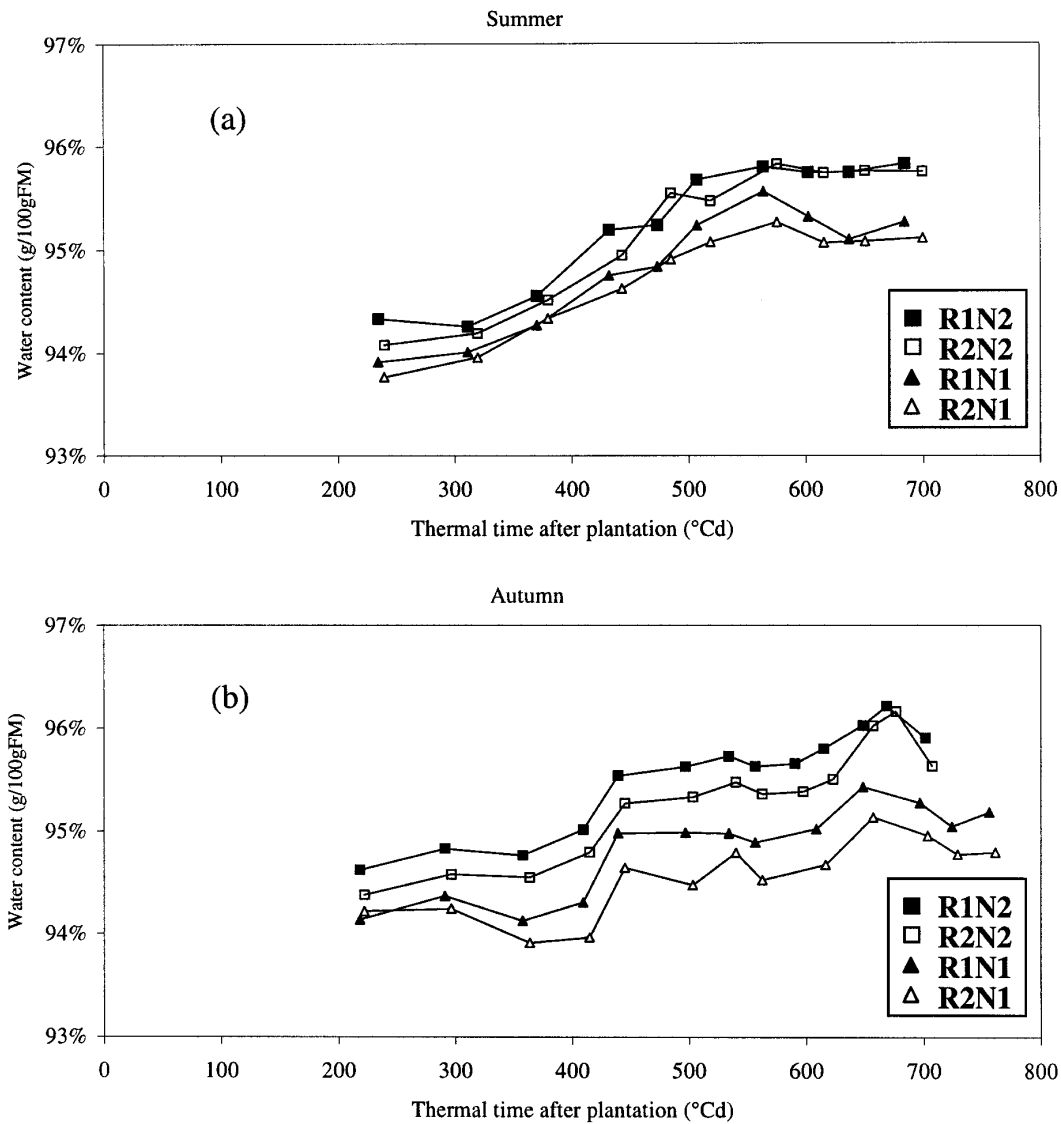 Summer
97%
96%
95%
94%
93%
Water content (g/100gFM)
(a)
R1N2
R2N2
R1N1
R2N1
0 100 200 300 400 500 600 700 800
Thermal time after plantation (°Cd)
Autumn
97%
96%
95%
94%
93%
Water content (g/100gFM)
(b)
R1N2
R2N2
R1N1
R2N1
0 100 200 300 400 500 600 700 800
Thermal time after plantation (°Cd)